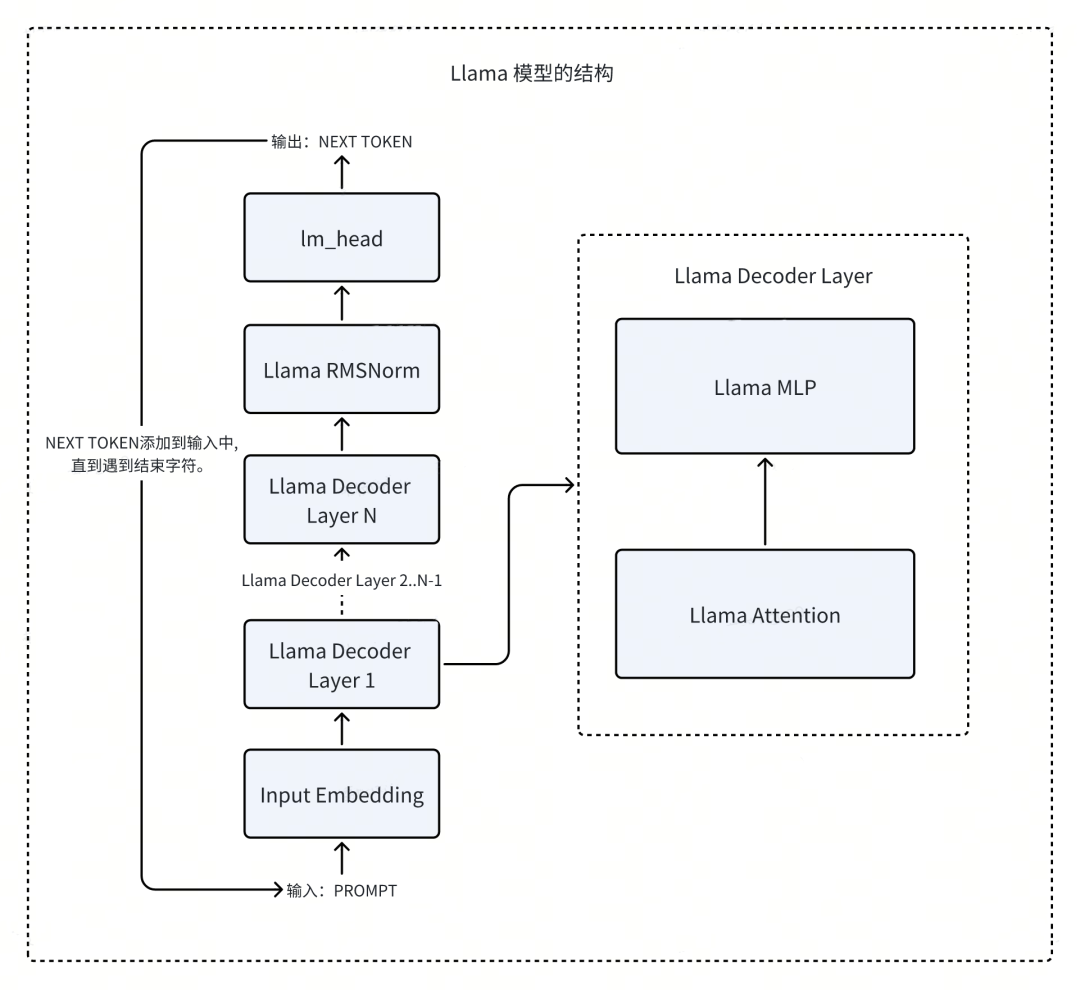 Llama 模型的结构
输出：NEXT TOKEN
lm_head
Llama RMSNorm
NEXT TOKEN添加到输入中,
直到遇到结束字符。
Llama Decoder
Layer N
Llama Decoder Layer 2..N-1
Llama Decoder
Layer 1
Input Embedding
输入：PROMPT
Llama Decoder Layer
Llama MLP
Llama Attention